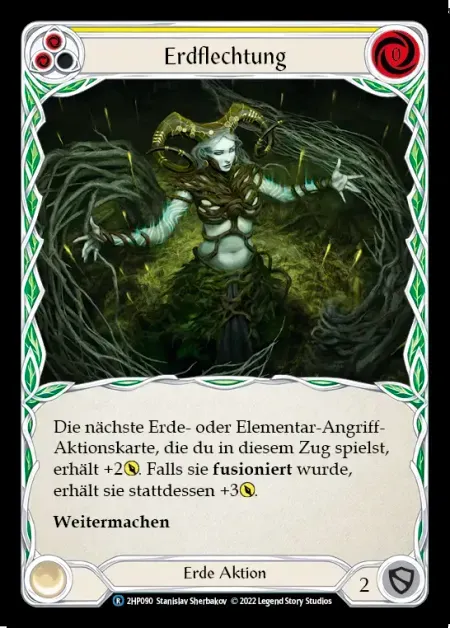 0
Erdflechtung
Die nächste Erde- oder Elementar-Angriff-
Aktionskarte, die du in diesem Zug spielst,
erhält +2. Falls sie fusioniert wurde,
erhält sie stattdessen +3.
Weitermachen
Erde Aktion
2
R 2HP090 Stanislav Sherbakov © 2022 Legend Story Studios